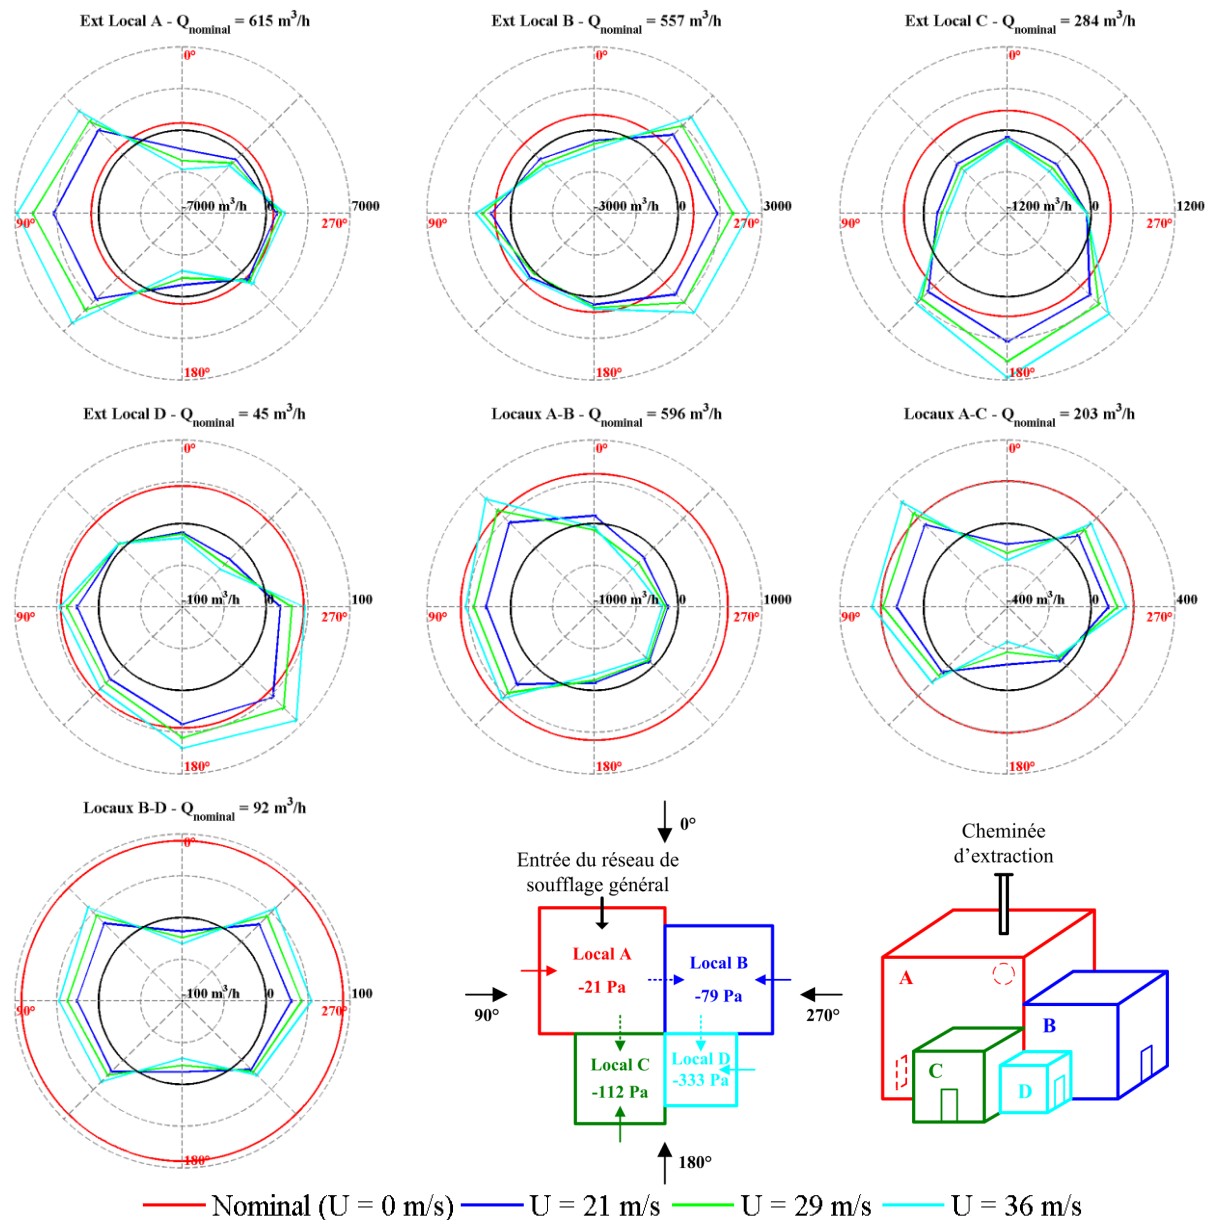 Ext Local A - Qnominal = 615 m³/h
0°
90°
-7000 m³/h
0
7000
270°
180°
Ext Local B - Qnominal = 557 m³/h
0°
90°
-3000 m³/h
0
3000
270°
180°
Ext Local C - Qnominal = 284 m³/h
0°
90°
-1200 m³/h
0
1200
270°
180°
Ext Local D - Qnominal = 45 m³/h
0°
90°
-100 m³/h
0
100
270°
180°
Locaux A-B - Qnominal = 596 m³/h
0°
90°
-1000 m³/h
0
1000
270°
180°
Locaux A-C - Qnominal = 203 m³/h
0°
90°
-400 m³/h
0
400
270°
180°
Locaux B-D - Qnominal = 92 m³/h
0°
90°
-100 m³/h
0
100
270°
180°
0°
Entrée du réseau de
soufflage général
Local A
-21 Pa
Local B
-79 Pa
90°
270°
Local C
-112 Pa
Local D
-333 Pa
180°
Cheminée
d'extraction
A
B
C
D
Nominal (U = 0 m/s)
U = 21 m/s
U = 29 m/s
U = 36 m/s